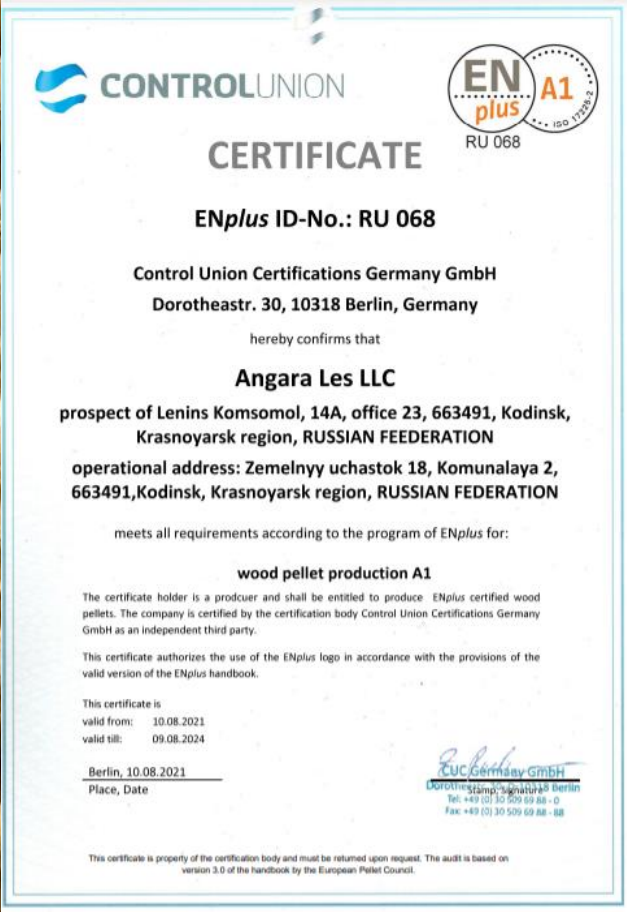 CONTROLUNION
EN
plus
A1
ISO 17225-2
RU 068
CERTIFICATE
ENplus ID-No.: RU 068
Control Union Certifications Germany GmbH
Dorotheastr. 30, 10318 Berlin, Germany
hereby confirms that
Angara Les LLC
prospect of Lenins Komsomol, 14A, office 23, 663491, Kodinsk,
Krasnoyarsk region, RUSSIAN FEEDERATION
operational address: Zemelnyy uchastok 18, Komunalaya 2,
663491,Kodinsk, Krasnoyarsk region, RUSSIAN FEDERATION
meets all requirements according to the program of ENplus for:
wood pellet production A1
The certificate holder is a prodcuer and shall be entitled to produce ENplus certified wood
pellets. The company is certified by the certification body Control Union Certifications Germany
GmbH as an independent third party.
This certificate authorizes the use of the ENplus logo in accordance with the provisions of the
valid version of the ENplus handbook.
This certificate is
valid from: 10.08.2021
valid till: 09.08.2024
Berlin, 10.08.2021
Place, Date
CUC Germany GmbH
Dorotheastr. 30, D-10318 Berlin
Stamp, Signature
Tel: +49 (0) 30 509 69 88 - 0
Fax: +49 (0) 30 509 69 88 - 88
This certificate is property of the certification body and must be returned upon request. The audit is based on
version 3.0 of the handbook by the European Pellet Council.